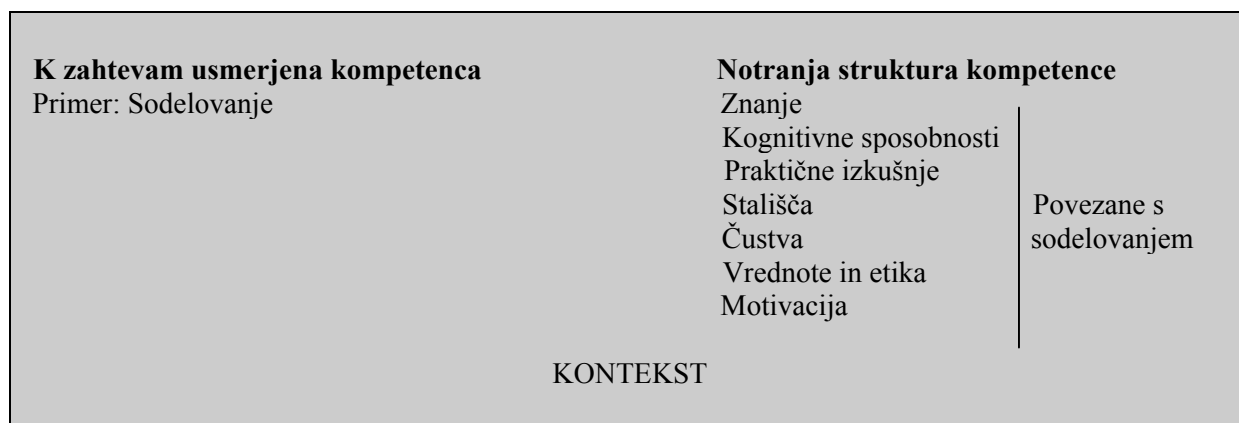 K zahtevam usmerjena kompetenca
Primer: Sodelovanje
Notranja struktura kompetence
Znanje
Kognitivne sposobnosti
Praktične izkušnje
Stališča
Čustva
Vrednote in etika
Motivacija
Povezane s
sodelovanjem
KONTEKST